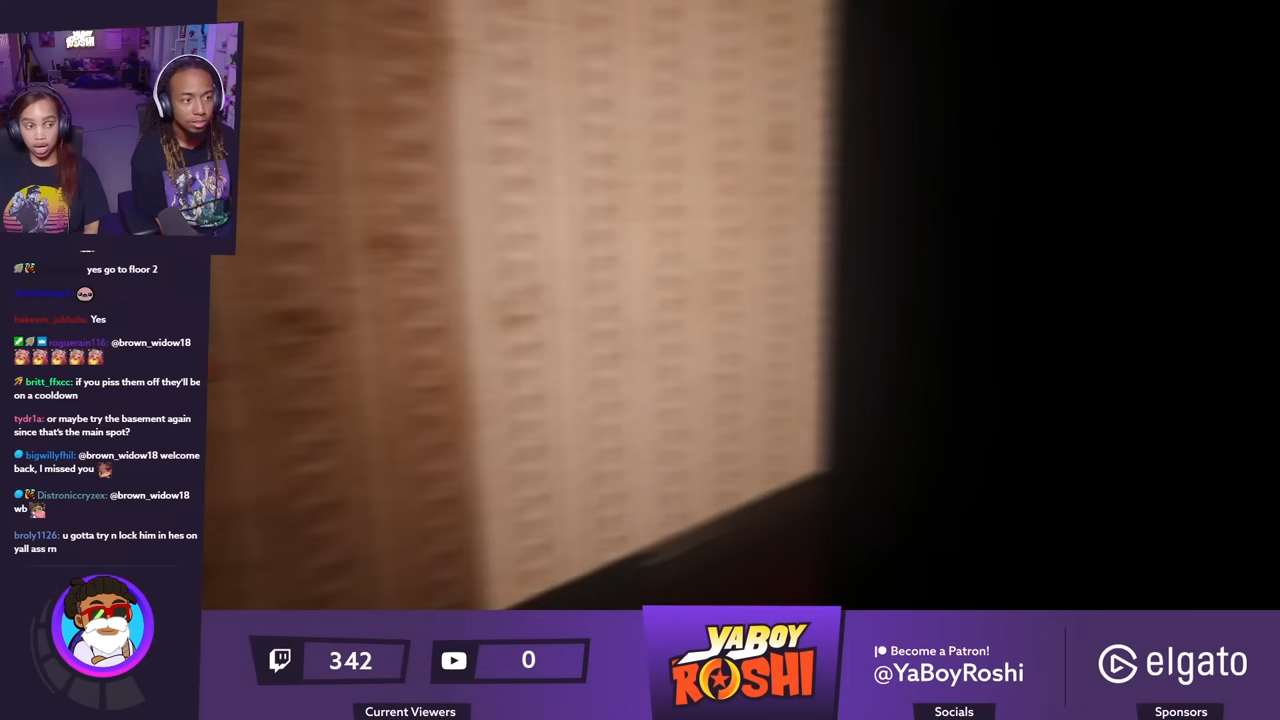 YABOY
ROSHI
yes go to floor 2
hakeem_jubfuils: Yes
roguerain116: @brown_widow18
britt_ffxcc: if you piss them off they'll be
on a cooldown
tydr1a: or maybe try the basement again
since that's the main spot?
bigwillyfhil: @brown_widow18 welcome
back, I missed you
Distroniccryzex: @brown_widow18
wb
broly1126: u gotta try n lock him in hes on
yall ass rn
342
0
Current Viewers
YABOY
ROSHI
Become a Patron!
@YaBoyRoshi
Socials
elgato
Sponsors